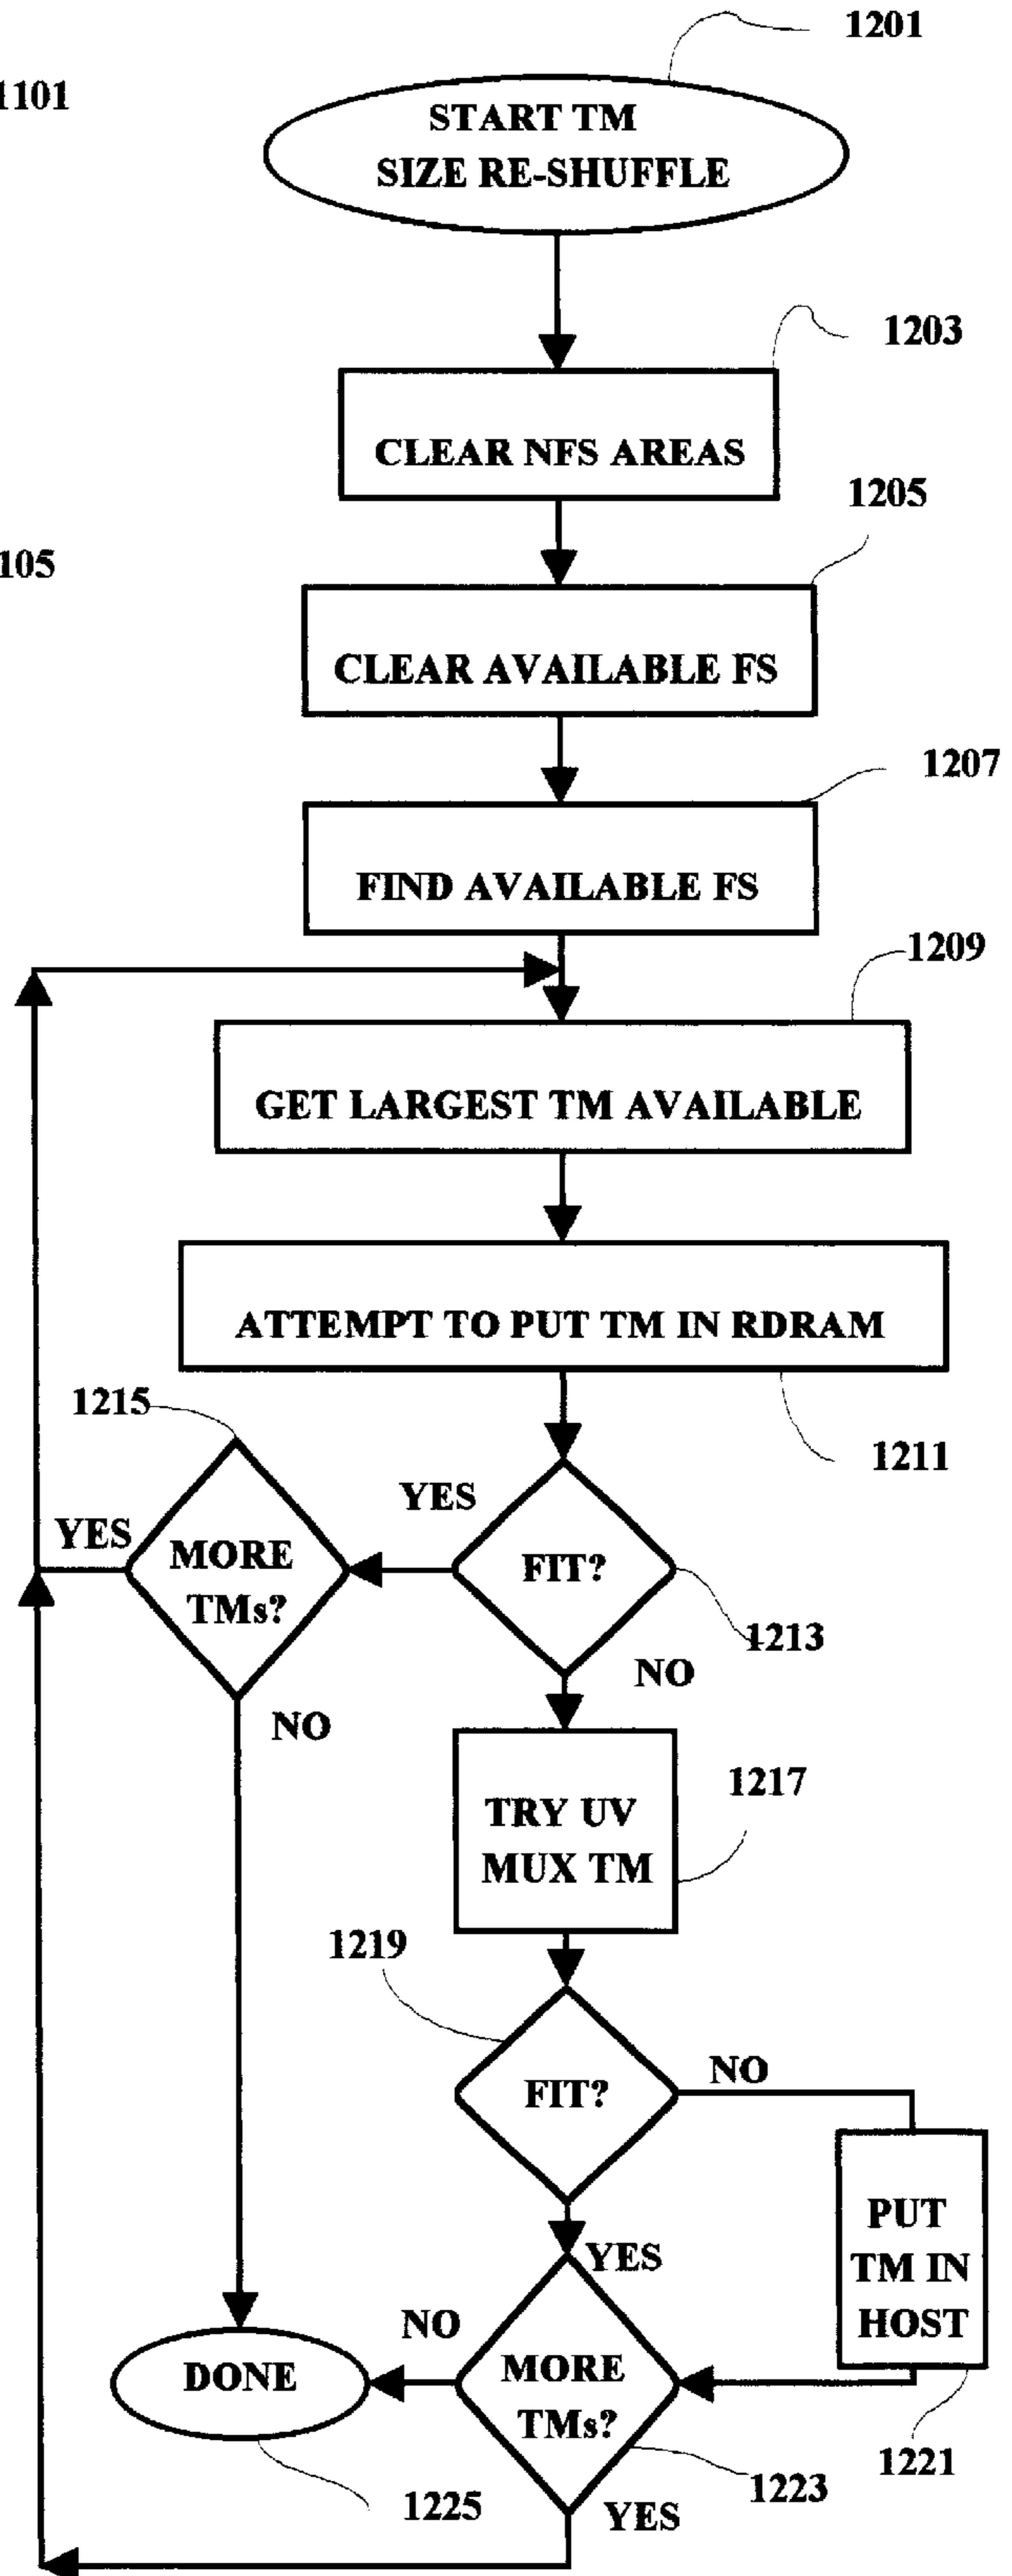 1201
1101
START TM
SIZE RE-SHUFFLE
1203
CLEAR NFS AREAS
1205
105
CLEAR AVAILABLE FS
1207
FIND AVAILABLE FS
1209
GET LARGEST TM AVAILABLE
ATTEMPT TO PUT TM IN RDRAM
1215
1211
YES
YES
MORE
TMs?
FIT?
1213
NO
NO
1217
TRY UV
MUX TM
1219
NO
FIT?
PUT
TM IN
HOST
YES
NO
DONE
MORE
TMs?
1221
1223
1225
YES